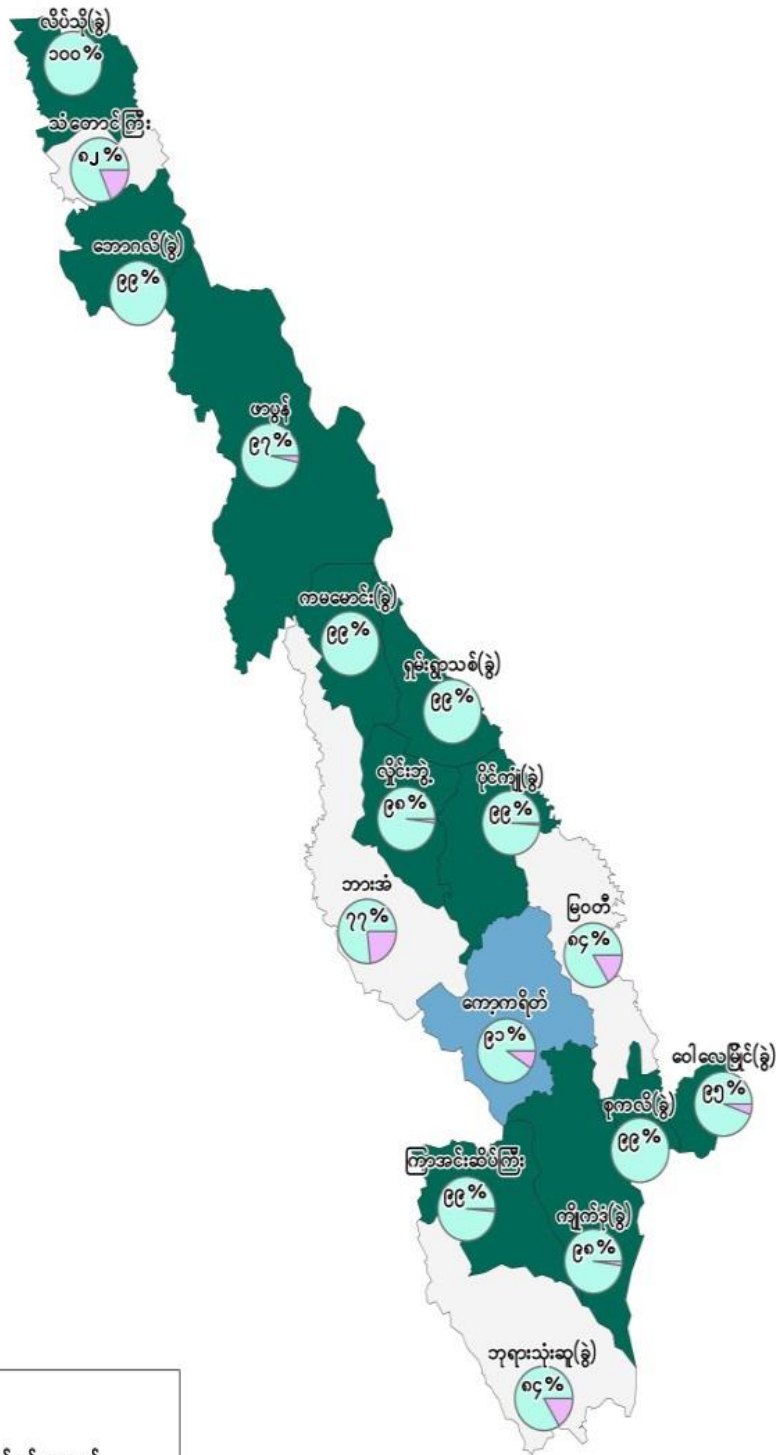 လိပ်သို(ခွဲ)
၁၀၀%
သံတောင်ကြီး
၈၂%
ဘောဂလိ(ခွဲ)
၉၉%
ဖာပွန်
၉၇%
ကမမောင်း(ခွဲ)
၉၉%
ရှမ်းရွာသစ်(ခွဲ)
၉၉%
လှိုင်းဘွဲ့
၉၈%
ပိုင်ကျုံ(ခွဲ)
၉၉%
ဘားအံ
၇၇%
မြဝတီ
၈၄%
ကော့ကရိတ်
၉၁%
ဝေါလေမြိုင်(ခွဲ)
၉၅%
စုကလိ(ခွဲ)
၉၉%
ကြာအင်းဆိပ်ကြီး
၉၉%
ကျိုက်ဒုံ(ခွဲ)
၉၈%
ဘုရားသုံးဆူ(ခွဲ)
၈၄%